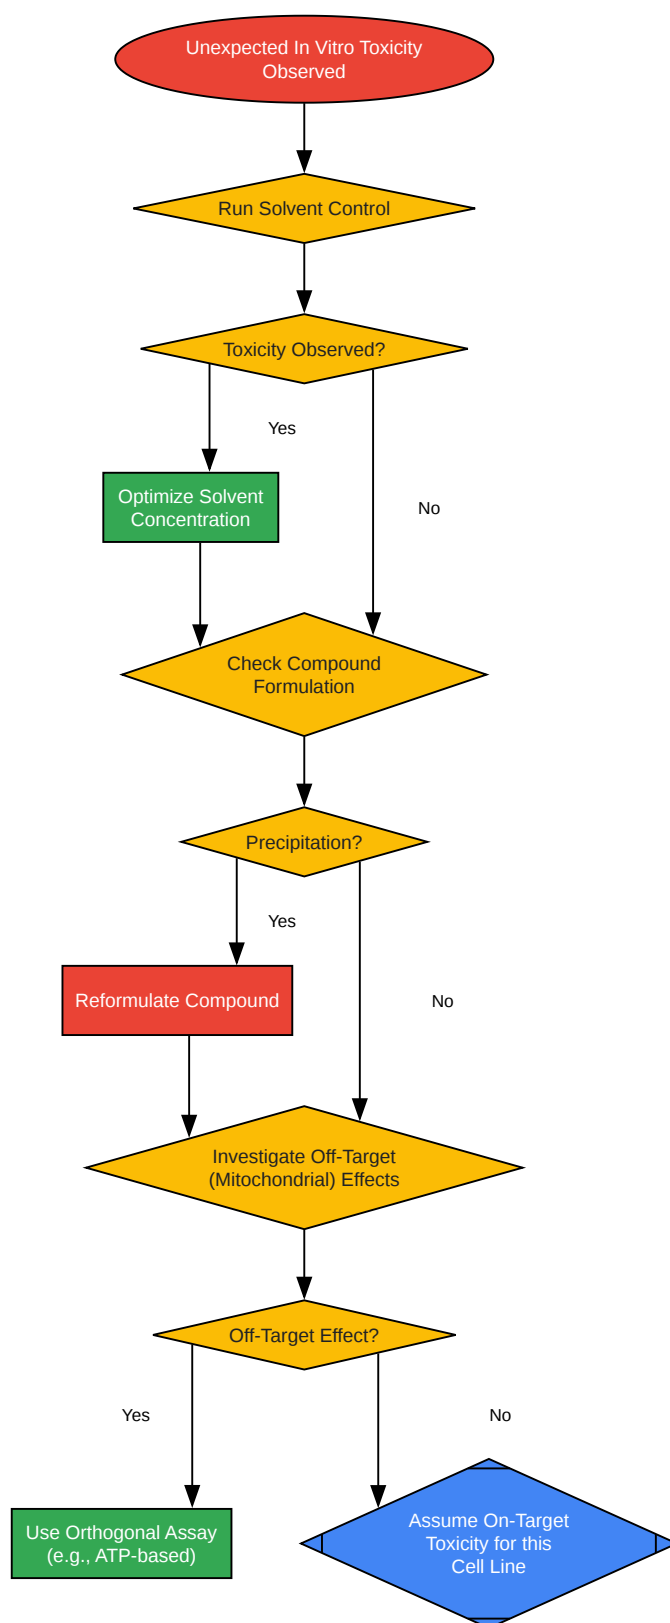 Unexpected In Vitro Toxicity
Observed
Run Solvent Control
Toxicity Observed?
Yes
Optimize Solvent
Concentration
No
Check Compound
Formulation
Precipitation?
Yes
Reformulate Compound
No
Investigate Off-Target
(Mitochondrial) Effects
Off-Target Effect?
Yes
No
Use Orthogonal Assay
(e.g., ATP-based)
Assume On-Target
Toxicity for this
Cell Line